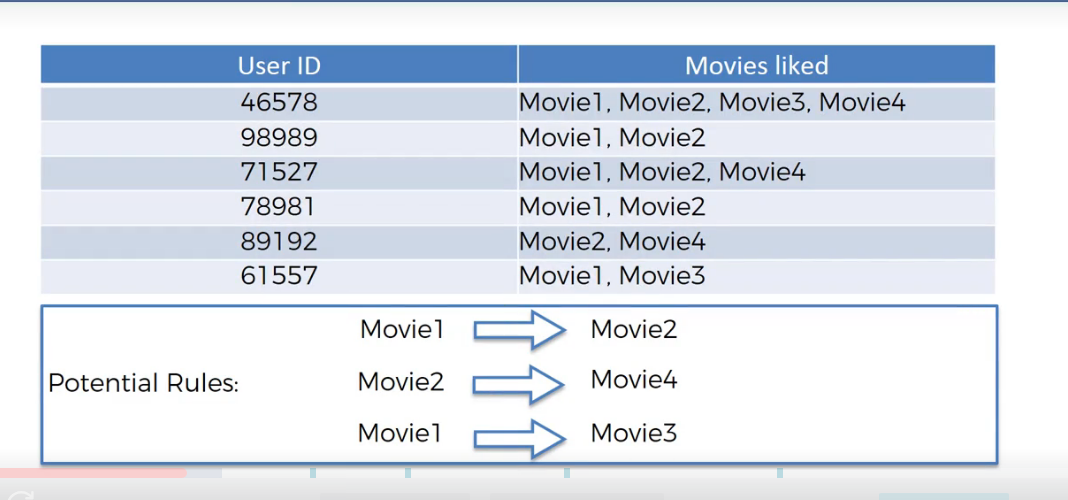 User ID Movies liked
46578 Movie1, Movie2, Movie3, Movie4
98989 Movie1, Movie2
71527 Movie1, Movie2, Movie4
78981 Movie1, Movie2
89192 Movie2, Movie4
61557 Movie1, Movie3
Movie1 Movie2
Potential Rules: Movie2 Movie4
Movie1 Movie3